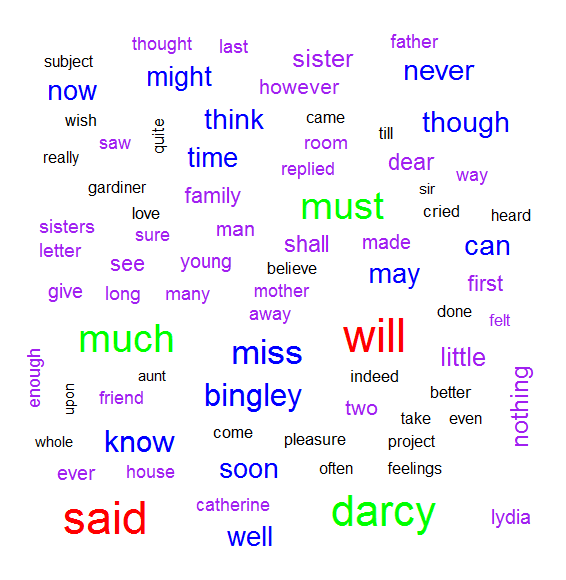 father
thought last
sister
never
subject
might
however
now
wish
quite
think
came
till
though
saw
room
really
time
replied
dear
way
gardiner
family
must
sir
love
cried
heard
sisters
sure
man
shall
made
can
letter
see
young
believe
may
first
give
long
many
mother
away
done
felt
much
will
miss
little
enough
aunt
indeed
nothing
upon
friend
bingley
two
better
take
even
whole
know
come
pleasure
project
ever
house
soon
often
feelings
said
catherine
darcy
lydia
well